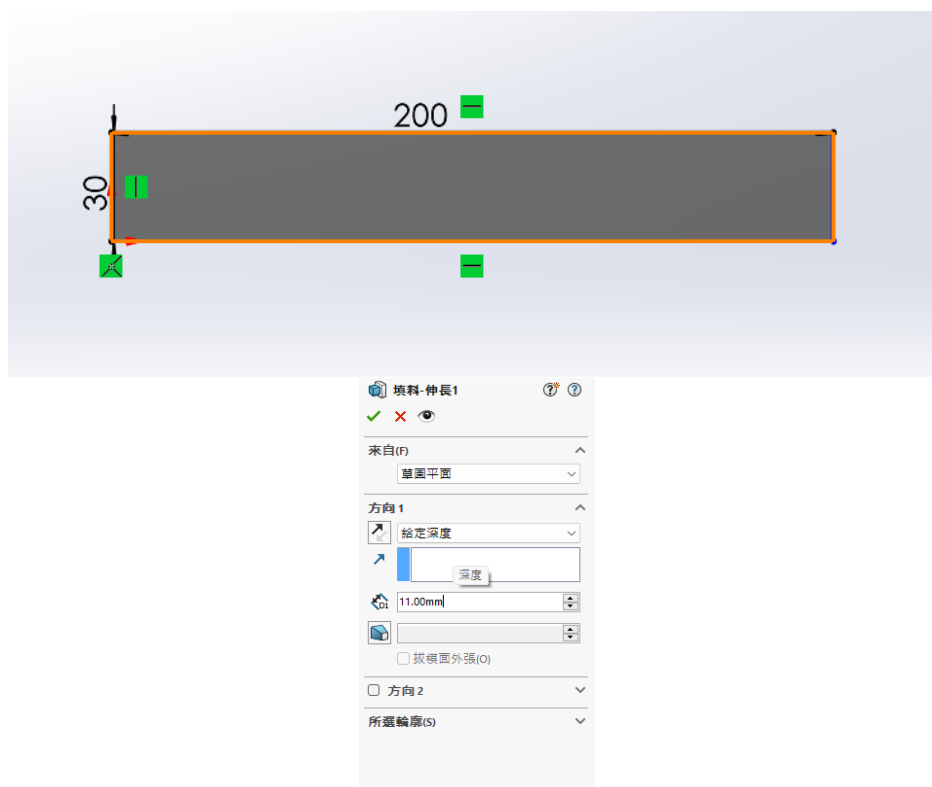 200
30
填料-伸長1
來自(F)
草圖平面
方向 1
給定深度
深度
D1
11.00mm
拔模面外張(O)
方向 2
所選輪廓(S)